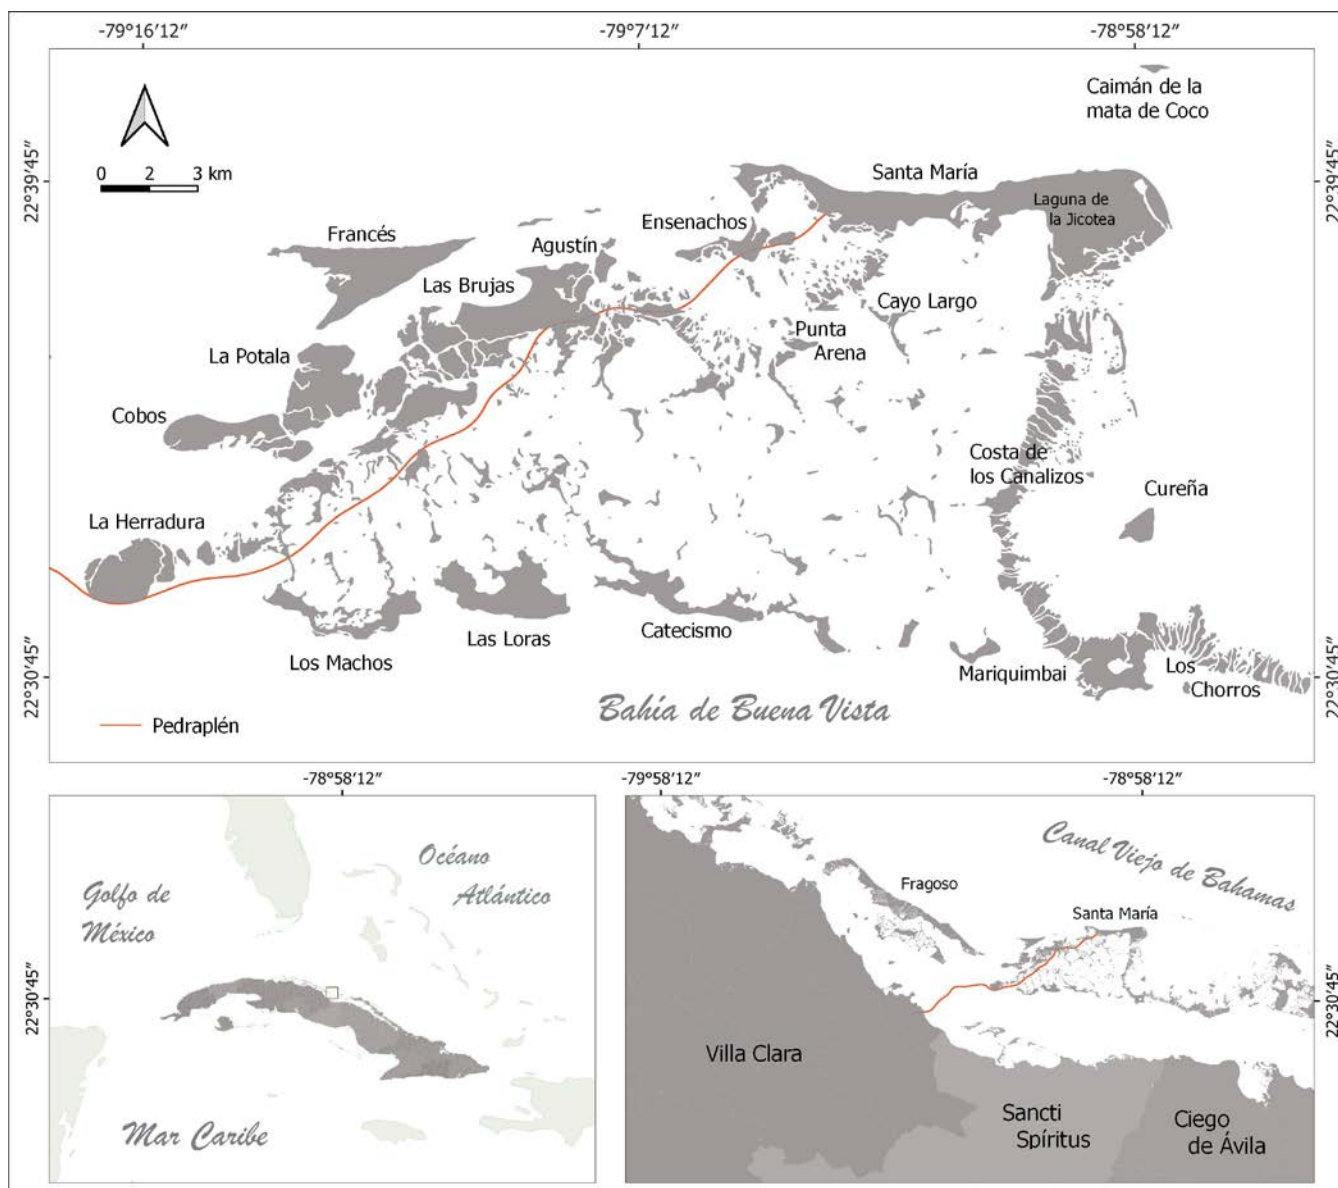 -79°16'12"
-79°7'12"
-78°58'12"
22°39'45"
22°39'45"
0 2 3 km
Caimán de la
mata de Coco
Santa María
Laguna de
la Jicotea
Ensenachos
Francés
Agustín
Las Brujas
Cayo Largo
Punta
Arena
La Potala
Cobos
Costa de
los Canalizos
Cureña
La Herradura
Las Loras
Catecismo
Los Machos
Mariquimbai
Los
Chorros
22°30'45"
22°30'45"
Bahía de Buena Vista
Pedraplén
-78°58'12"
Golfo de
México
Océano
Atlántico
22°30'45"
Mar Caribe
-79°58'12"
-78°58'12"
Canal Viejo de Bahamas
Fragoso
Santa María
22°30'45"
Villa Clara
Sancti
Spíritus
Ciego
de Ávila